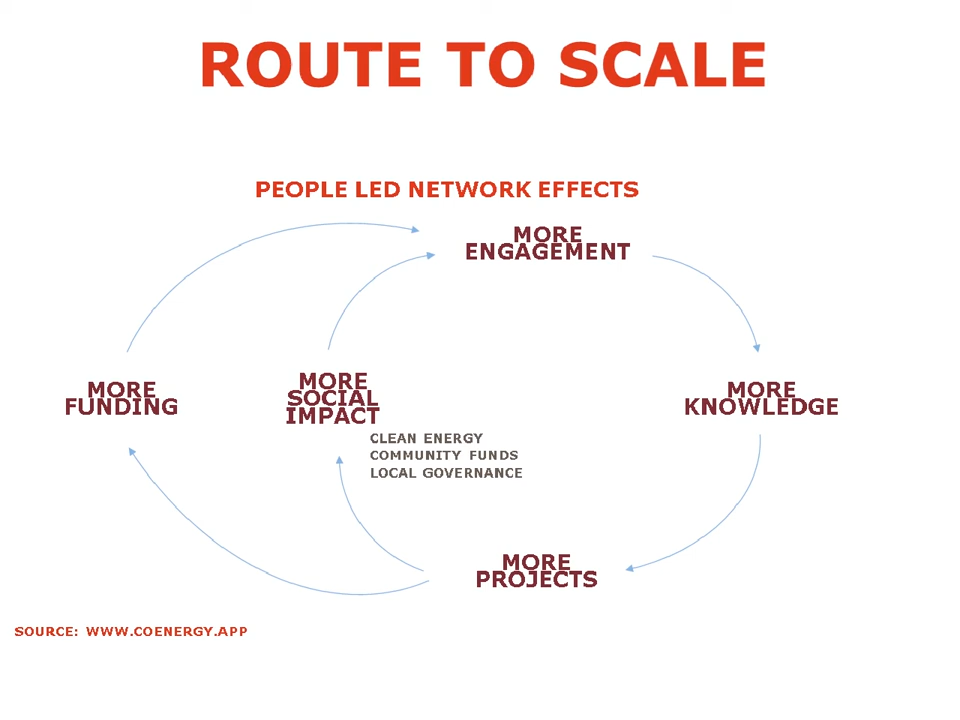 ROUTE TO SCALE
PEOPLE LED NETWORK EFFECTS
MORE
ENGAGEMENT
MORE
FUNDING
MORE
SOCIAL
IMPACT
MORE
KNOWLEDGE
CLEAN ENERGY
COMMUNITY FUNDS
LOCAL GOVERNANCE
MORE
PROJECTS
SOURCE: WWW.COENERGY.APP